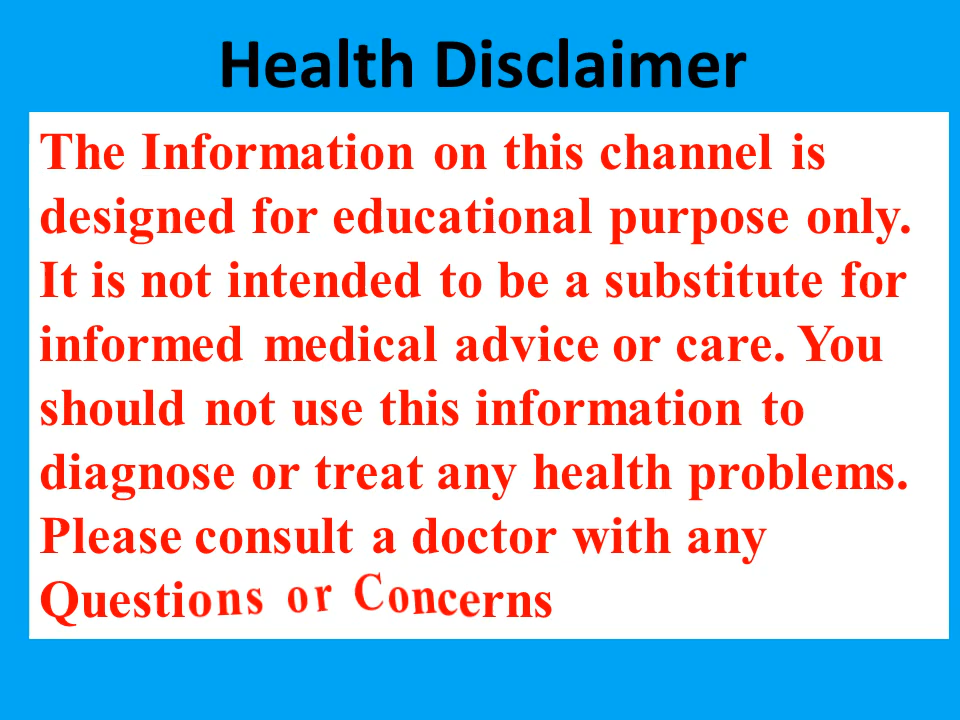 Health Disclaimer
The Information on this channel is
designed for educational purpose only.
It is not intended to be a substitute for
informed medical advice or care. You
should not use this information to
diagnose or treat any health problems.
Please consult a doctor with any
Questions or Concerns